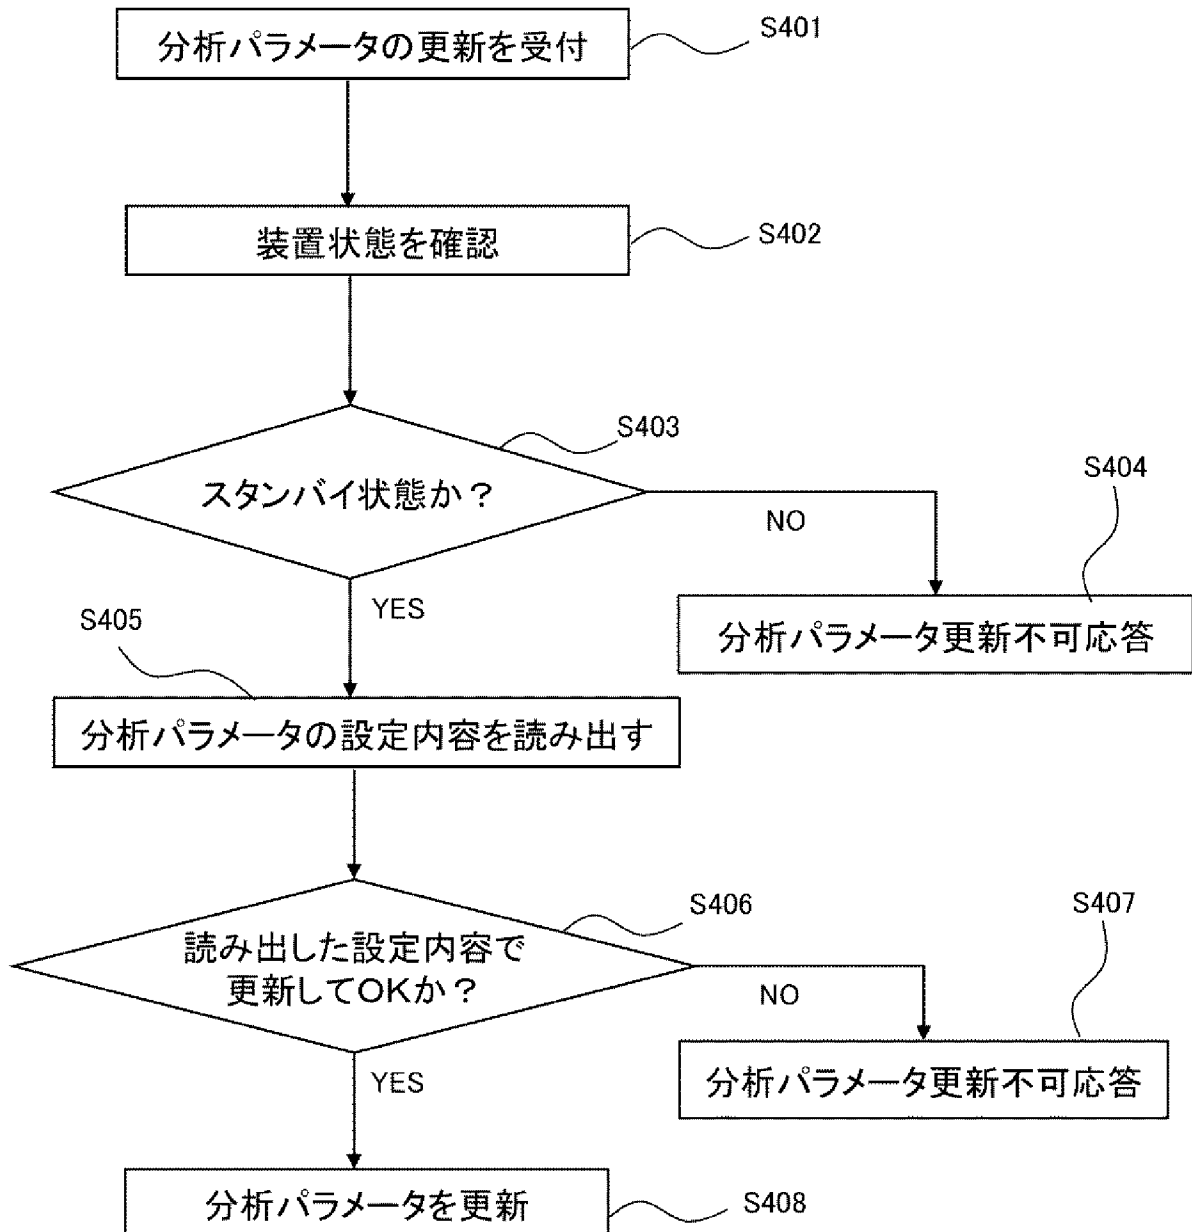 分析パラメータの更新を受付
S401
装置状態を確認
S402
S403
スタンバイ状態か？
NO
S404
YES
分析パラメータ更新不可応答
S405
分析パラメータの設定内容を読み出す
S406
S407
読み出した設定内容で
更新してOKか？
NO
YES
分析パラメータ更新不可応答
分析パラメータを更新
S408